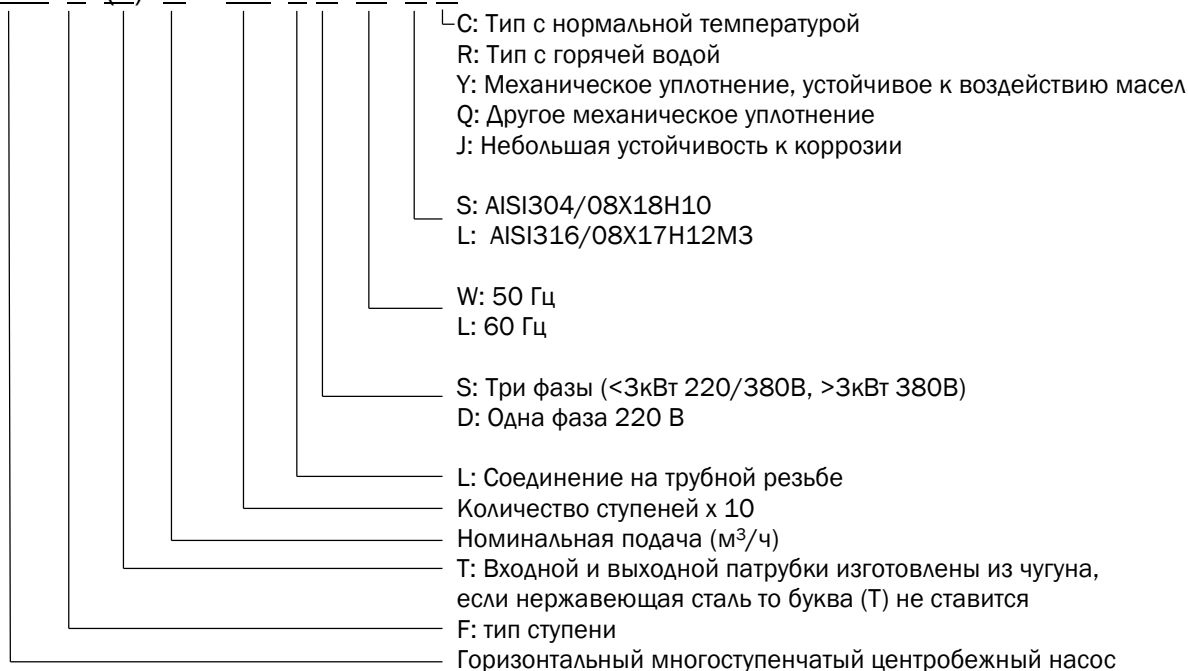 C: Тип с нормальной температурой
R: Тип с горячей водой
Y: Механическое уплотнение, устойчивое к воздействию масел
Q: Другое механическое уплотнение
J: Небольшая устойчивость к коррозии
S: AISI304/08Х18Н10
L: AISI316/08Х17Н12М3
W: 50 Гц
L: 60 Гц
S: Три фазы (<3кВт 220/380В, >3кВт 380В)
D: Одна фаза 220 В
L: Соединение на трубной резьбе
Количество ступеней x 10
Номинальная подача (м³/ч)
T: Входной и выходной патрубки изготовлены из чугуна,
если нержавеющая сталь то буква (Т) не ставится
F: тип ступени
Горизонтальный многоступенчатый центробежный насос